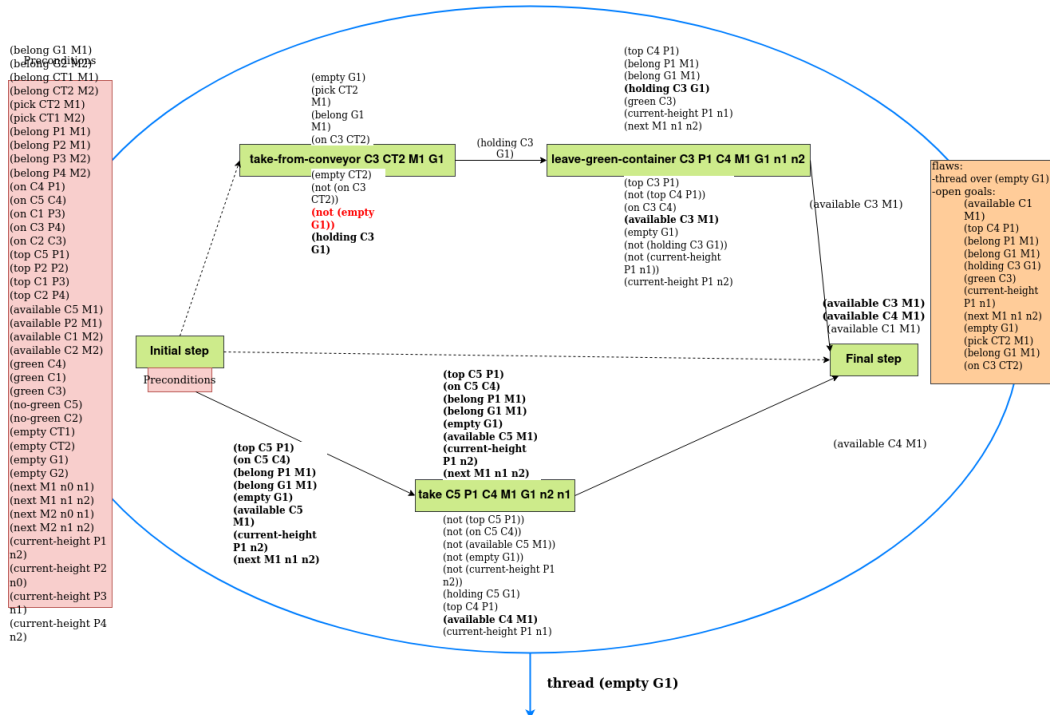 (belong G1 M1)
Preconditions
(belong G2 M2)
(belong CT1 M1)
(belong CT2 M2)
(pick CT2 M1)
(pick CT1 M2)
(belong P1 M1)
(belong P2 M1)
(belong P3 M2)
(belong P4 M2)
(on C4 P1)
(on C5 C4)
(on C1 P3)
(on C3 P4)
(on C2 C3)
(top C5 P1)
(top P2 P2)
(top C1 P3)
(top C2 P4)
(available C5 M1)
(available P2 M1)
(available C1 M2)
(available C2 M2)
(green C4)
(green C1)
(green C3)
(no-green C5)
(no-green C2)
(empty CT1)
(empty CT2)
(empty G1)
(empty G2)
(next M1 n0 n1)
(next M1 n1 n2)
(next M2 n0 n1)
(next M2 n1 n2)
(current-height P1
n2)
(current-height P2
n0)
(current-height P3
n1)
(current-height P4
n2)
(empty G1)
(pick CT2
M1)
(belong G1
M1)
(on C3 CT2)
take-from-conveyor C3 CT2 M1 G1
(empty CT2)
(not (on C3
CT2))
(not (empty
G1))
(holding C3
G1)
(holding C3
G1)
(top C4 P1)
(belong P1 M1)
(belong G1 M1)
(holding C3 G1)
(green C3)
(current-height P1 n1)
(next M1 n1 n2)
leave-green-container C3 P1 C4 M1 G1 n1 n2
(top C3 P1)
(not (top C4 P1))
(on C3 C4)
(available C3 M1)
(empty G1)
(not (holding C3 G1))
(not (current-height
P1 n1))
(current-height P1 n2)
(available C3 M1)
flaws:
-thread over (empty G1)
-open goals:
(available C1
M1)
(top C4 P1)
(belong P1 M1)
(belong G1 M1)
(holding C3 G1)
(green C3)
(current-height
P1 n1)
(next M1 n1 n2)
(empty G1)
(pick CT2 M1)
(belong G1 M1)
(on C3 CT2)
Initial step
Preconditions
(available C3 M1)
(available C4 M1)
(available C1 M1)
Final step
(top C5 P1)
(on C5 C4)
(belong P1 M1)
(belong G1 M1)
(empty G1)
(available C5
M1)
(current-height
P1 n2)
(next M1 n1 n2)
(top C5 P1)
(on C5 C4)
(belong P1 M1)
(belong G1 M1)
(empty G1)
(available C5 M1)
(current-height
P1 n2)
(next M1 n1 n2)
take C5 P1 C4 M1 G1 n2 n1
(not (top C5 P1))
(not (on C5 C4))
(not (available C5 M1))
(not (empty G1))
(not (current-height P1
n2))
(holding C5 G1)
(top C4 P1)
(available C4 M1)
(current-height P1 n1)
(available C4 M1)
thread (empty G1)